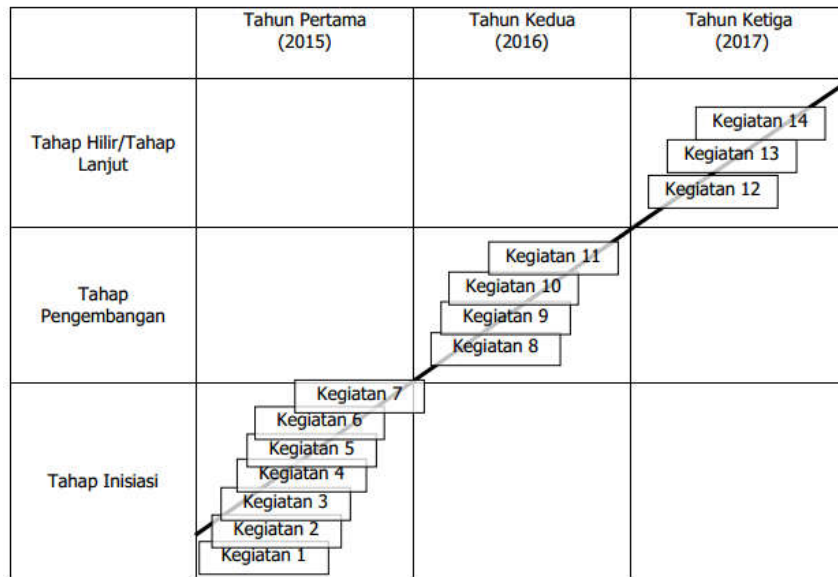 Tahun Pertama
(2015)
Tahun Kedua
(2016)
Tahun Ketiga
(2017)
Tahap Hilir/Tahap
Lanjut
Kegiatan 14
Kegiatan 13
Kegiatan 12
Tahap
Pengembangan
Kegiatan 11
Kegiatan 10
Kegiatan 9
Kegiatan 8
Tahap Inisiasi
Kegiatan 7
Kegiatan 6
Kegiatan 5
Kegiatan 4
Kegiatan 3
Kegiatan 2
Kegiatan 1